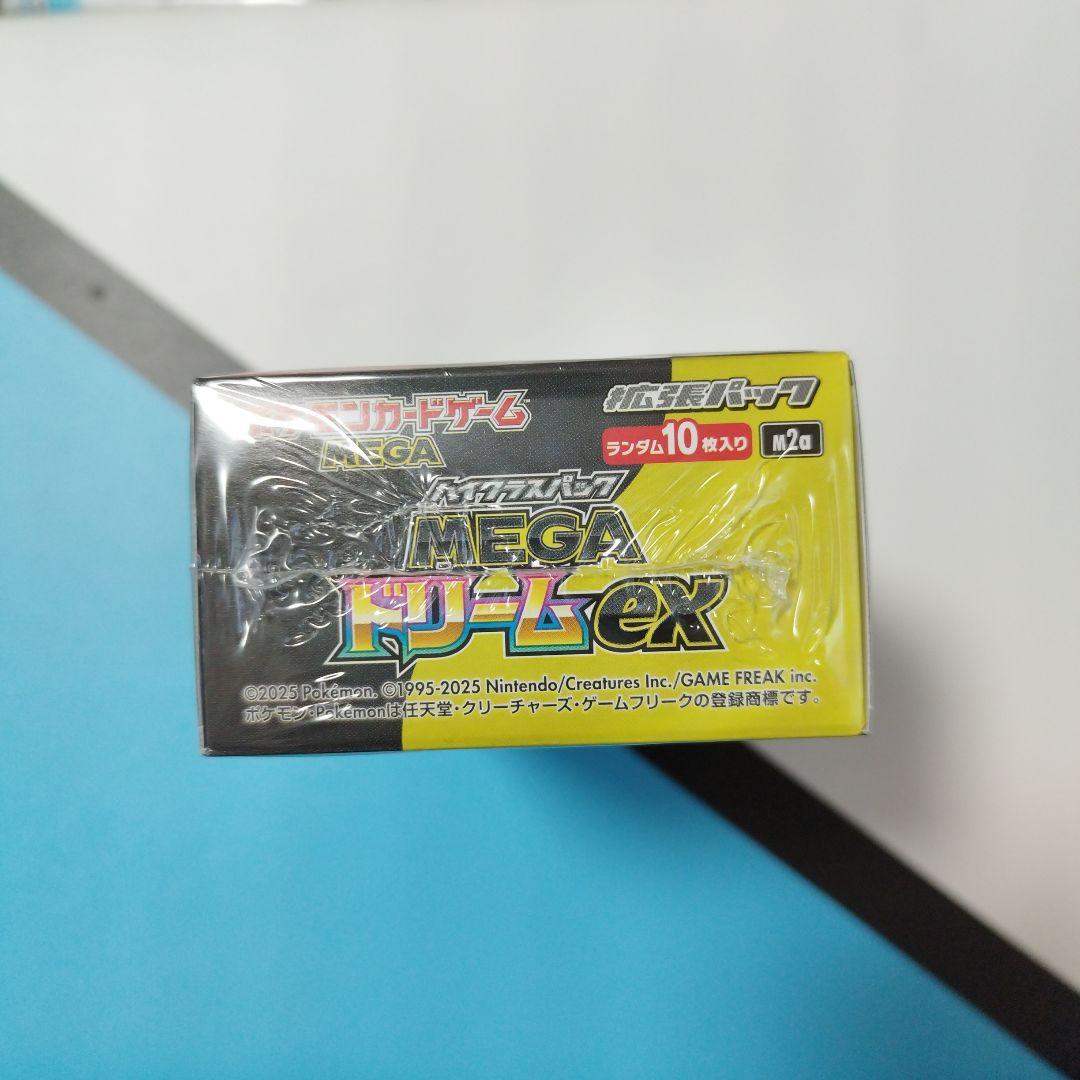 ポケモンカードゲーム
MEGA
拡張パック
ランダム10枚入り
M2a
ハイクラスパック
MEGA
ドリームex
©2025 Pokémon. ©1995-2025 Nintendo/Creatures Inc./GAME FREAK inc.
ポケモン・Pokémonは任天堂・クリーチャーズ・ゲームフリークの登録商標です。